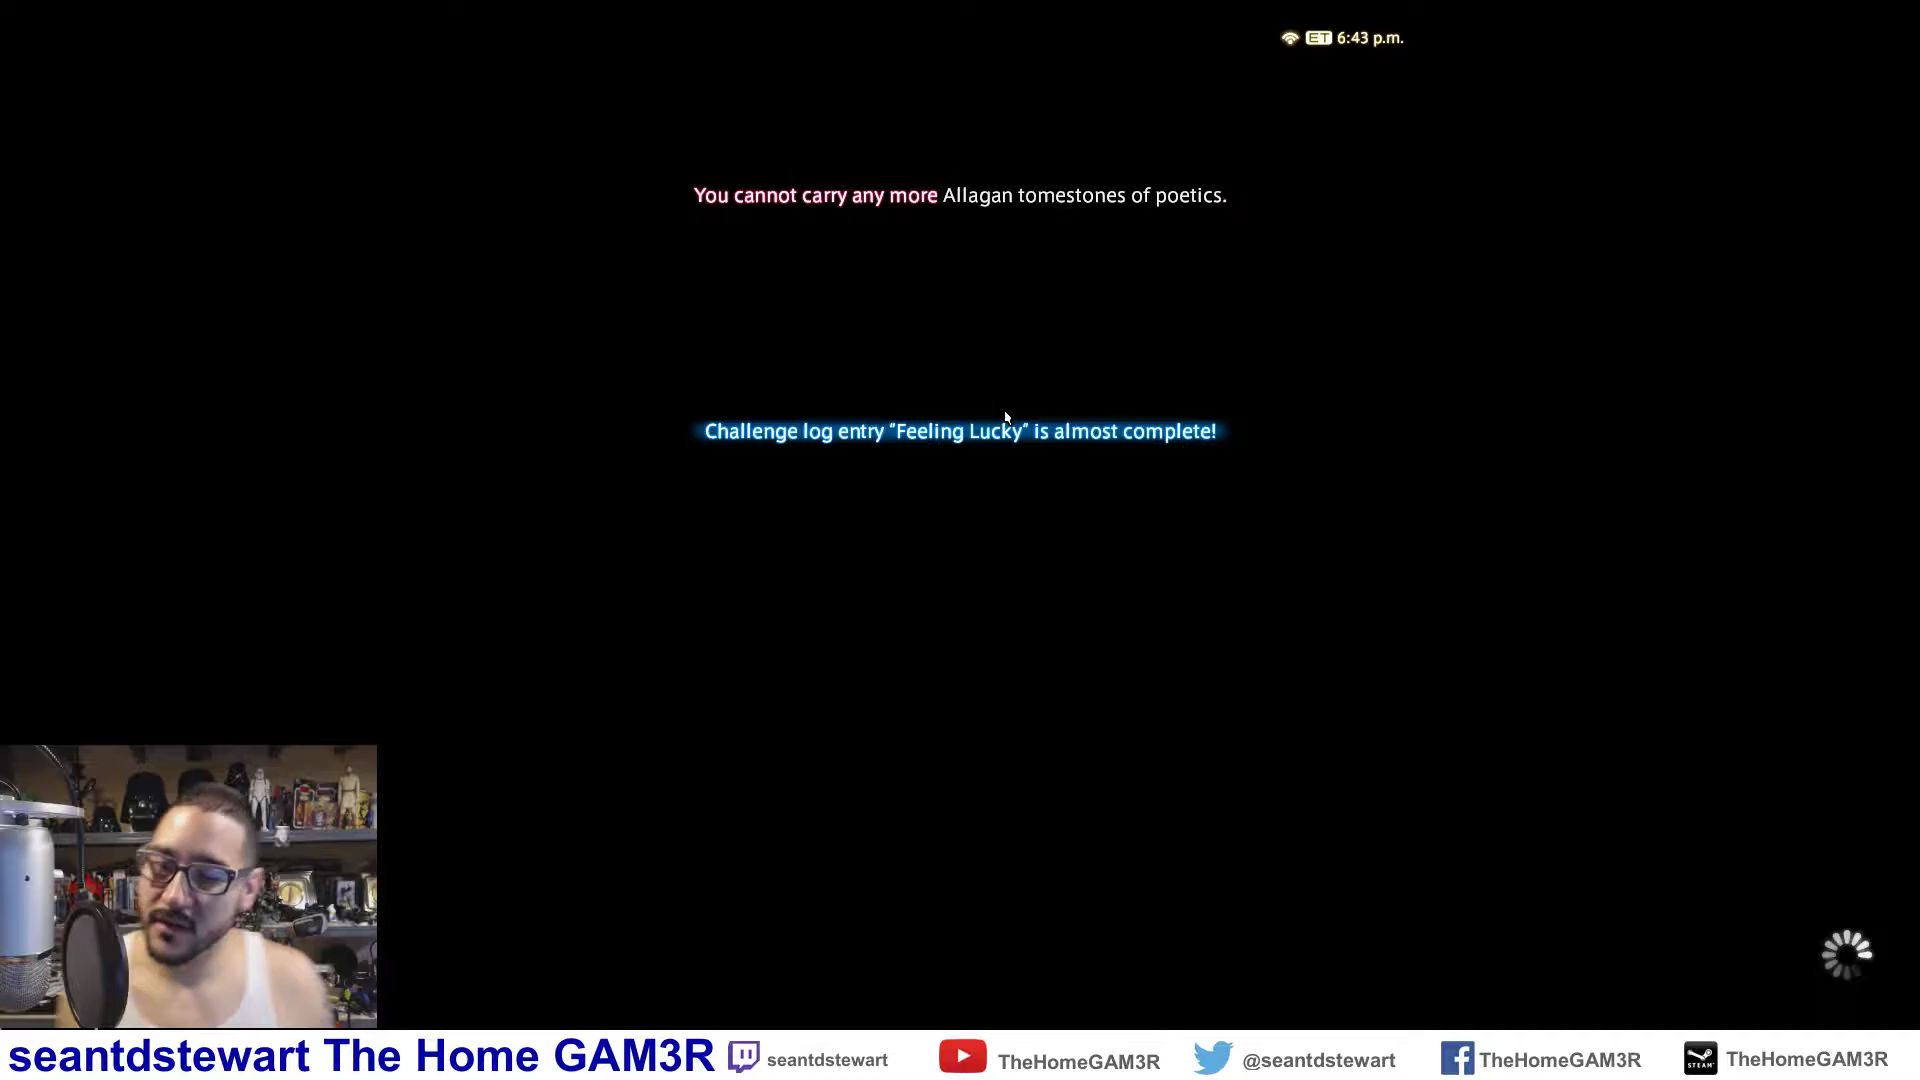 ET 6:43 p.m.
You cannot carry any more Allagan tomestones of poetics.
Challenge log entry “Feeling Lucky” is almost complete!
seantdstewart The Home GAM3R seantdstewart TheHomeGAM3R @seantdstewart TheHomeGAM3R STEAM TheHomeGAM3R